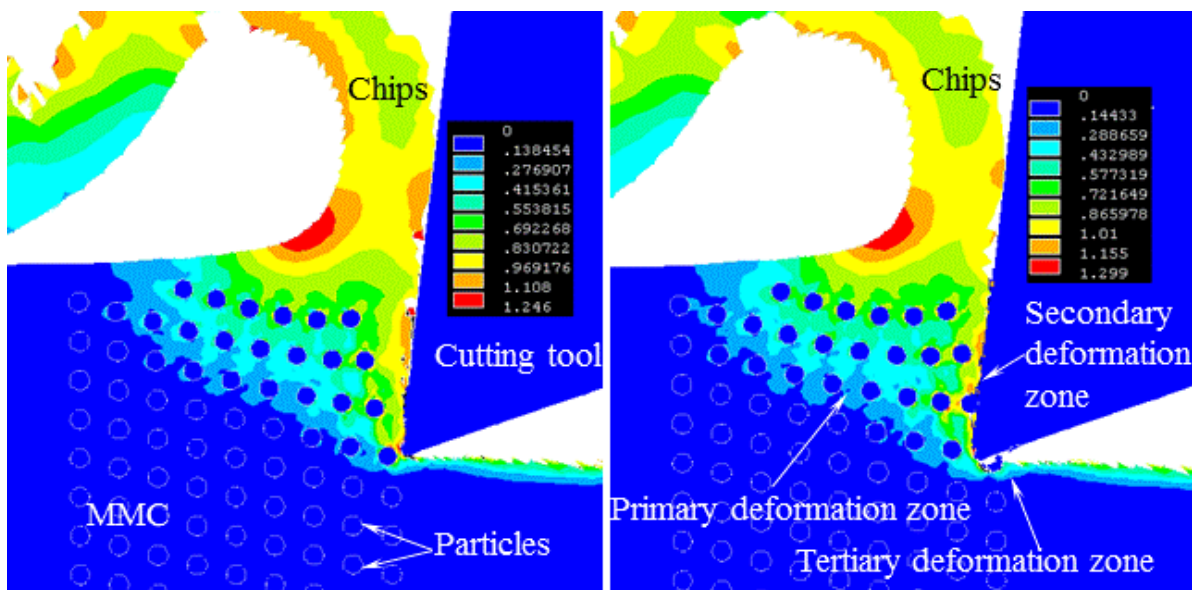 Chips
0
.138454
.276907
.415361
.553815
.692268
.830722
.969176
1.108
1.246
Cutting tool
MMC
Particles
Chips
0
.14433
.288659
.432989
.577319
.721649
.865978
1.01
1.155
1.299
Secondary
deformation
zone
Primary deformation zone
Tertiary deformation zone